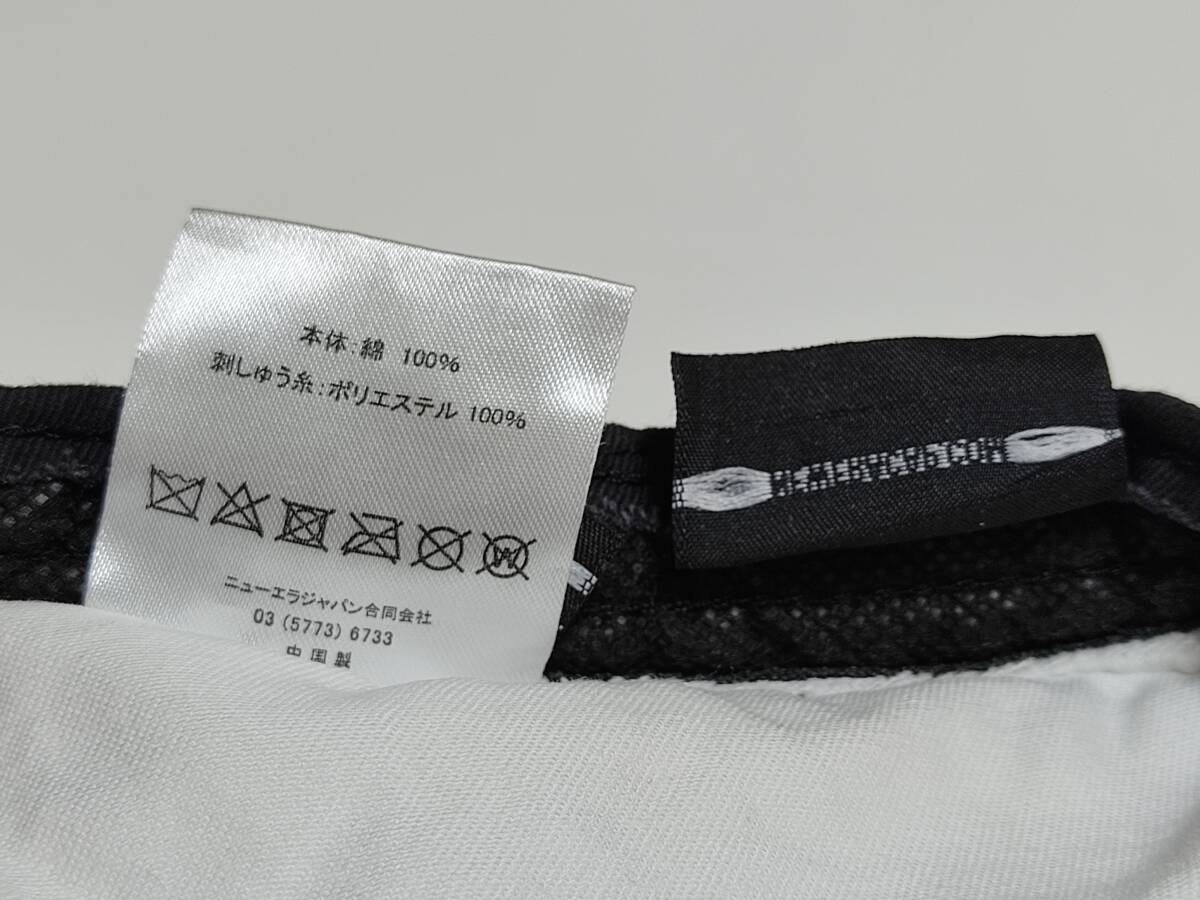 本体：綿 100%
刺しゅう糸：ポリエステル 100%
ニューエラジャパン合同会社
03 (5773) 6733
中国製